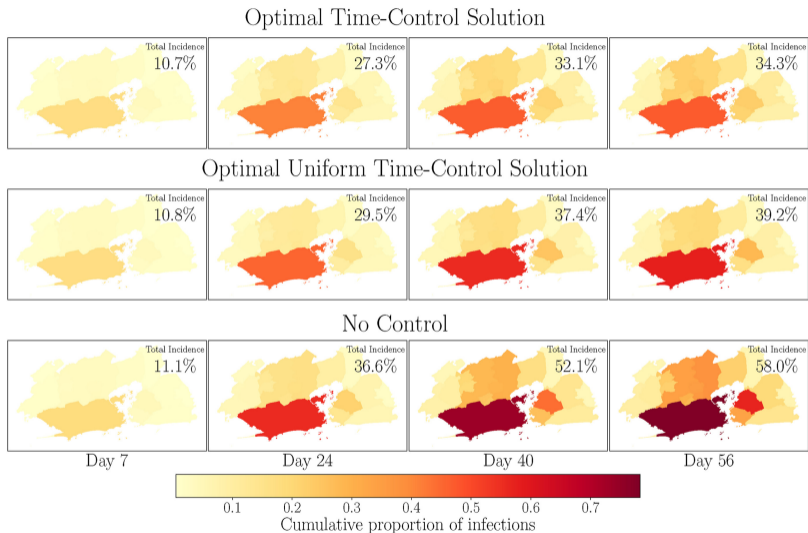 Optimal Time-Control Solution
Total Incidence Total Incidence Total Incidence Total Incidence
10.7% 27.3% 33.1% 34.3%
Optimal Uniform Time-Control Solution
Total Incidence Total Incidence Total Incidence Total Incidence
10.8% 29.5% 37.4% 39.2%
No Control
Total Incidence Total Incidence Total Incidence Total Incidence
11.1% 36.6% 52.1% 58.0%
Day 7 Day 24 Day 40 Day 56
0.1 0.2 0.3 0.4 0.5 0.6 0.7
Cumulative proportion of infections